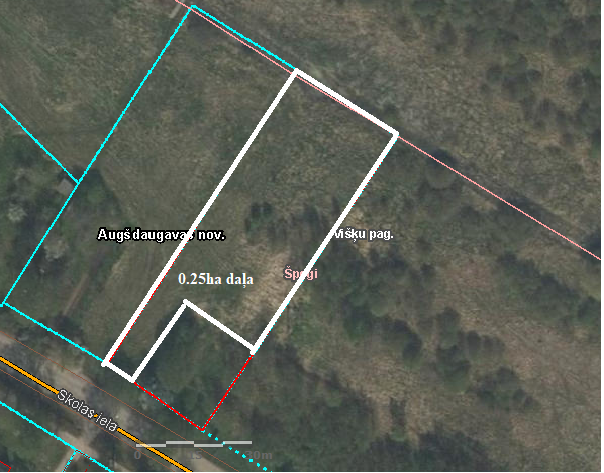 Augšdaugavas nov.
Višķu pag.
Špoģi
0.25ha daļa
Skolas iela